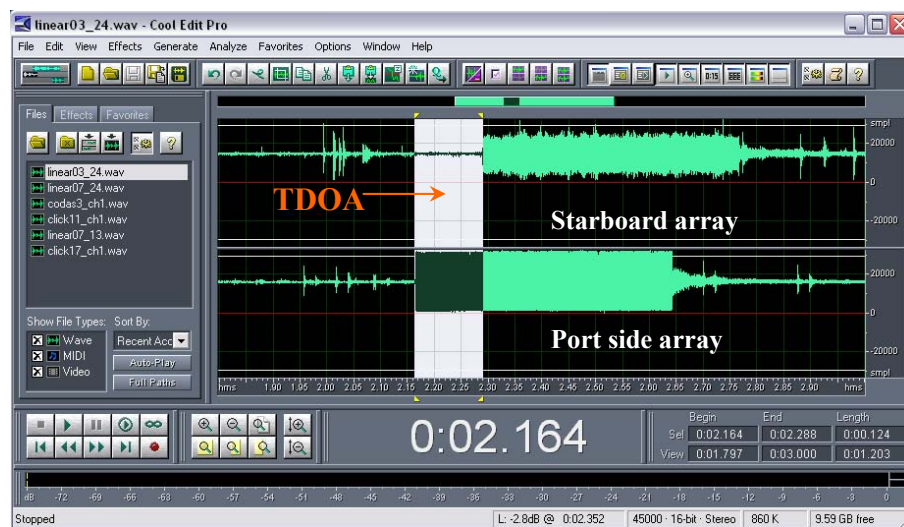 linear03_24.wav - Cool Edit Pro
File Edit View Effects Generate Analyze Favorites Options Window Help
Files Effects Favorites
linear03_24.wav
linear07_24.wav
codas3_ch1.wav
click11_ch1.wav
linear07_13.wav
click17_ch1.wav
Show File Types: Sort By:
Wave Recent Acc
MIDI Auto-Play
Video Full Paths
smpl
20000
-0
-20000
TDOA
Starboard array
20000
-0
-20000
smpl
Port side array
hms 1.90 1.95 2.00 2.05 2.10 2.15 2.20 2.25 2.30 2.35 2.40 2.45 2.50 2.55 2.60 2.65 2.70 2.75 2.80 2.85 2.90 hms
0:02.164
Begin End Length
Sel 0:02.164 0:02.288 0:00.124
View 0:01.797 0:03.000 0:01.203
dB -72 -69 -66 -63 -60 -57 -54 -51 -48 -45 -42 -39 -36 -33 -30 -27 -24 -21 -18 -15 -12 -9 -6 -3 0
Stopped L: -2.8dB @ 0:02.352 45000 · 16-bit · Stereo 860 K 9.59 GB free